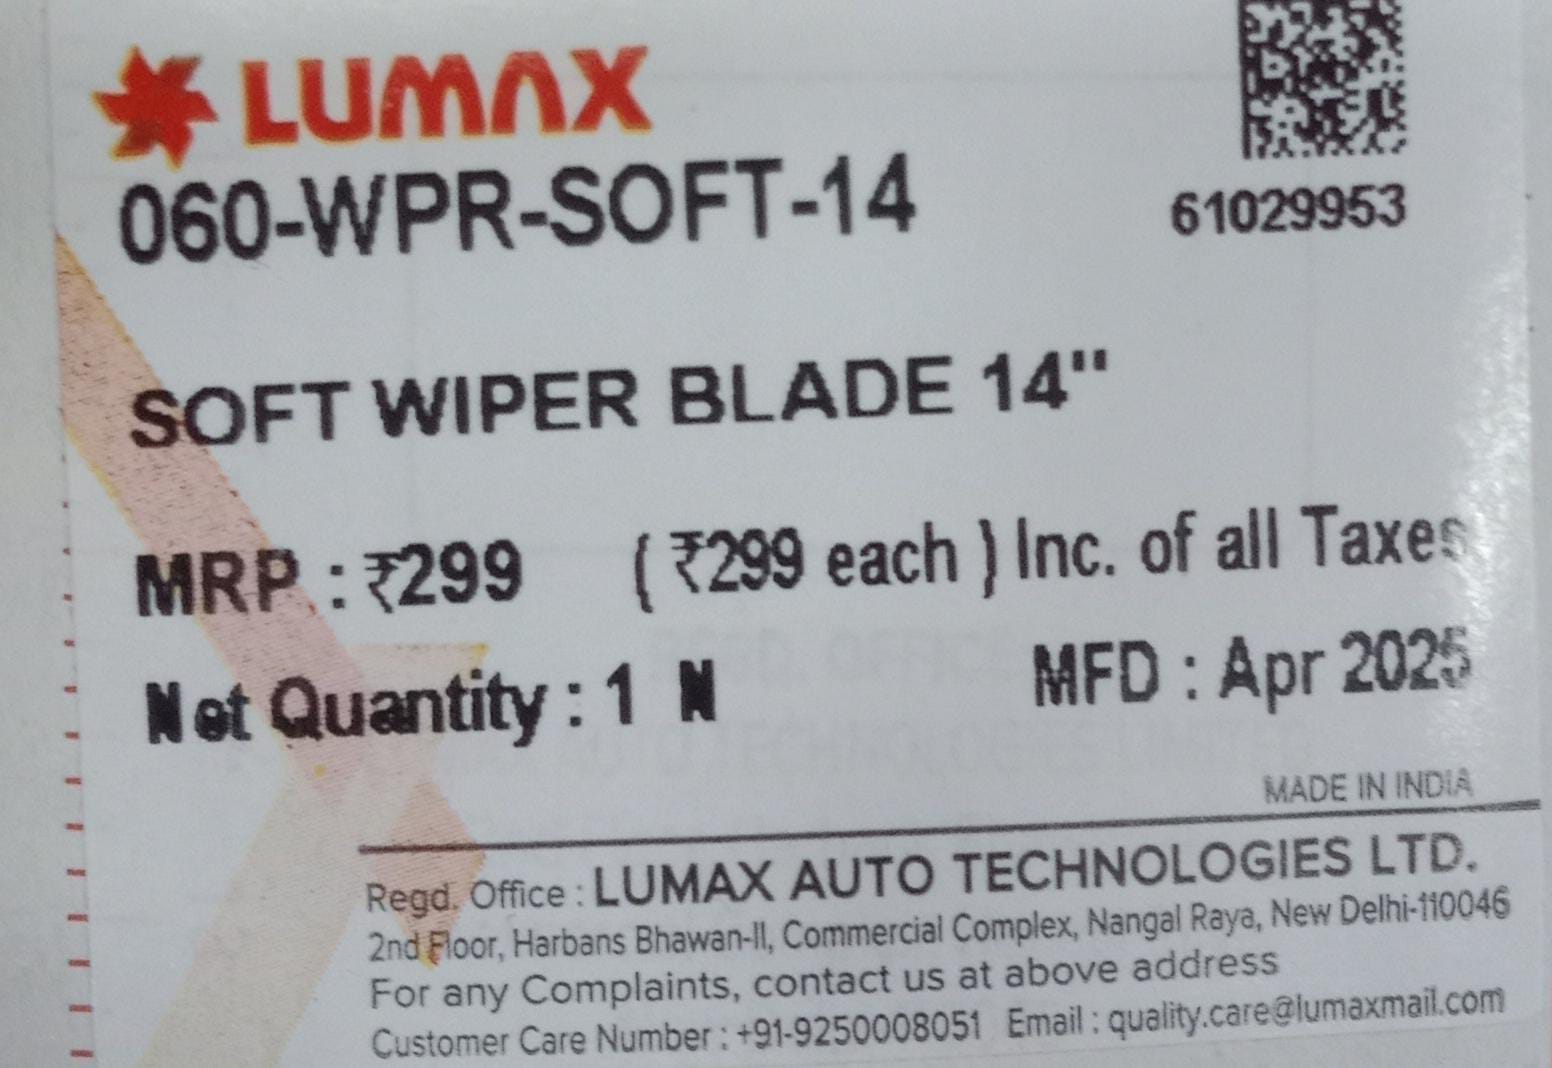 LUMAX
060-WPR-SOFT-14
61029953
SOFT WIPER BLADE 14"
MRP : ₹299 ( ₹299 each ) Inc. of all Taxes
Net Quantity : 1 N
MFD : Apr 2025
MADE IN INDIA
Regd. Office : LUMAX AUTO TECHNOLOGIES LTD.
2nd Floor, Harbans Bhawan-II, Commercial Complex, Nangal Raya, New Delhi-110046
For any Complaints, contact us at above address
Customer Care Number : +91-9250008051 Email : quality.care@lumaxmail.com